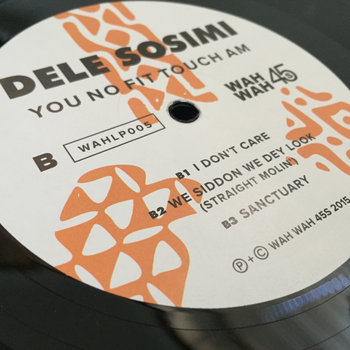 DELE SOSIMI
YOU NO FIT TOUCH AM
WAH
WAH 45
B
WAHLP005
B1 I DON'T CARE
B2 WE SIDDON WE DEY LOOK
(STRAIGHT MOLINI)
B3 SANCTUARY
Ⓟ+© WAH WAH 45S 2015